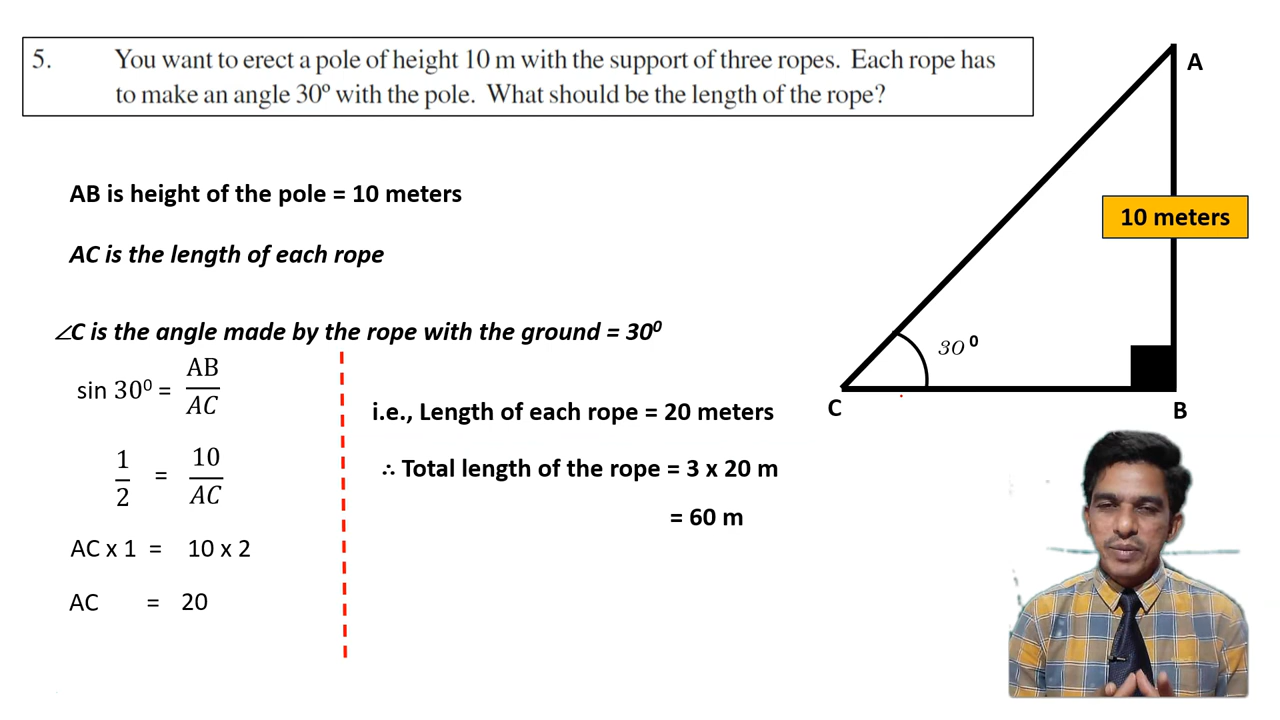 5. You want to erect a pole of height 10 m with the support of three ropes. Each rope has
to make an angle 30º with the pole. What should be the length of the rope?
AB is height of the pole = 10 meters
AC is the length of each rope
∠C is the angle made by the rope with the ground = 30⁰
sin 30⁰ = AB/AC
1/2 = 10/AC
AC x 1 = 10 x 2
AC = 20
i.e., Length of each rope = 20 meters
∴ Total length of the rope = 3 x 20 m
= 60 m
A
10 meters
30 ⁰
C
B